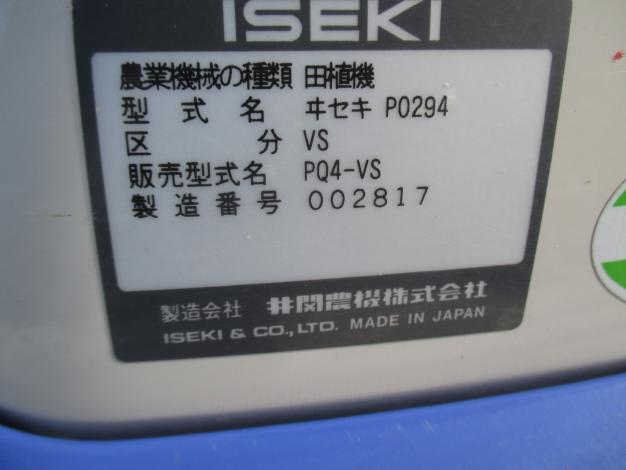 ISEKI
農業機械の種類 田植機
型式名 ヰセキ P0294
区分 VS
販売型式名 PQ4-VS
製造番号 002817
製造会社 井関農機株式会社
ISEKI & CO.,LTD. MADE IN JAPAN